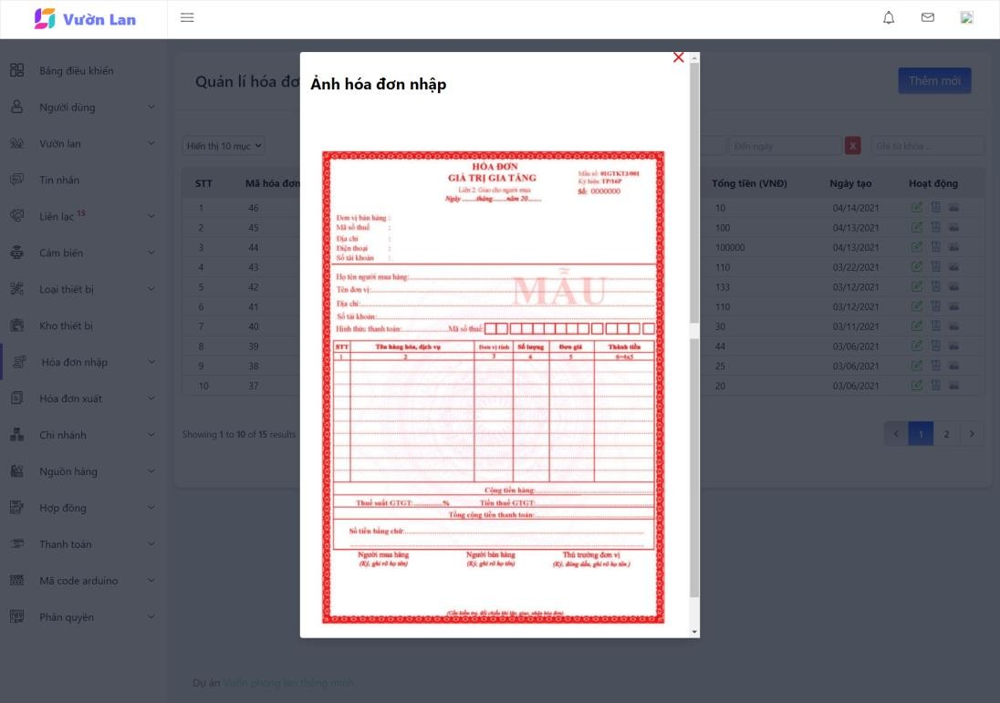 Vườn Lan
Bảng điều khiển
Người dùng
Vườn lan
Tin nhắn
Liên lạc 15
Cảm biến
Loại thiết bị
Kho thiết bị
Hóa đơn nhập
Hóa đơn xuất
Chi nhánh
Nguồn hàng
Hợp đồng
Thanh toán
Mã code arduino
Phân quyền
Quản lí hóa đơ
Thêm mới
Hiển thị 10 mục
Đến ngày
X
Ghi từ khóa ...
STT Mã hóa đơn Tổng tiền (VNĐ) Ngày tạo Hoạt động
1 46 10 04/14/2021
2 45 100 04/13/2021
3 44 100000 04/13/2021
4 43 110 03/22/2021
5 42 133 03/12/2021
6 41 110 03/12/2021
7 40 30 03/11/2021
8 39 44 03/06/2021
9 38 25 03/06/2021
10 37 20 03/06/2021
Showing 1 to 10 of 15 results
1 2
Dự án Vườn phong lan thông minh
Ảnh hóa đơn nhập
HÓA ĐƠN
GIÁ TRỊ GIA TĂNG
Liên 2: Giao cho người mua
Ngày ........tháng........năm 20.......
Mẫu số: 01GTKT3/001
Ký hiệu: TP/16P
Số: 0000000
Đơn vị bán hàng :
Mã số thuế :
Địa chỉ :
Điện thoại :
Số tài khoản :
MẪU
Họ tên người mua hàng:
Tên đơn vị:
Địa chỉ:
Số tài khoản:
Hình thức thanh toán: Mã số thuế:
STT Tên hàng hóa, dịch vụ Đơn vị tính Số lượng Đơn giá Thành tiền
1 2 3 4 5 6=4x5
Cộng tiền hàng:
Thuế suất GTGT:..............% Tiền thuế GTGT:
Tổng cộng tiền thanh toán:
Số tiền bằng chữ:
Người mua hàng Người bán hàng Thủ trưởng đơn vị
(Ký, ghi rõ họ tên) (Ký, ghi rõ họ tên) (Ký, đóng dấu, ghi rõ họ tên )
(Cần kiểm tra, đối chiếu khi lập, giao, nhận hóa đơn)